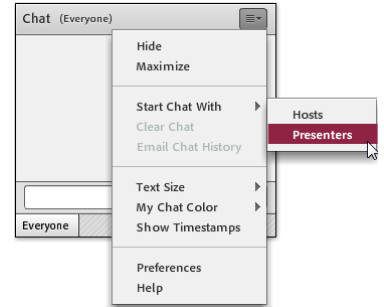 Chat (Everyone)
Hide
Maximize
Start Chat With
Hosts
Presenters
Clear Chat
Email Chat History
Text Size
My Chat Color
Show Timestamps
Everyone
Preferences
Help